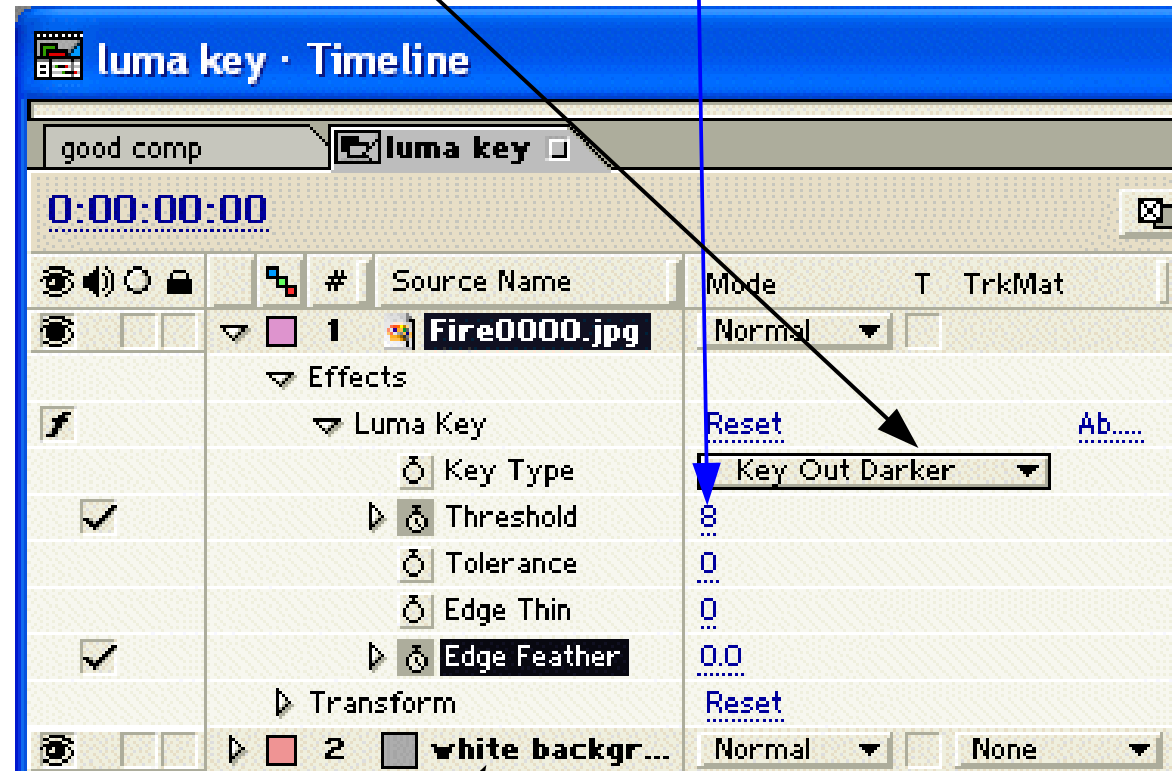 luma key · Timeline
good comp luma key
0:00:00:00
# Source Name Mode T TrkMat
1 Fire0000.jpg Normal
Effects
Luma Key Reset Ab.....
Key Type Key Out Darker
Threshold 8
Tolerance 0
Edge Thin 0
Edge Feather 0.0
Transform Reset
2 white backgr... Normal None